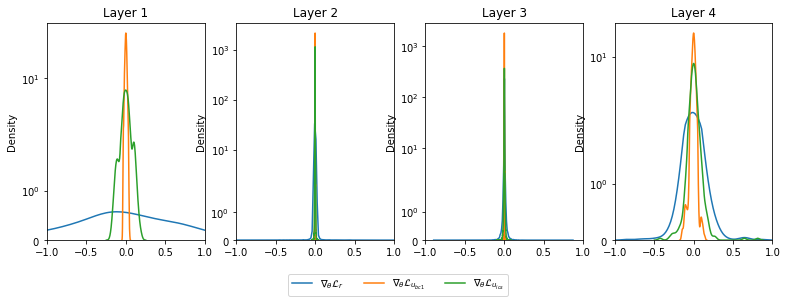 Layer 1 Layer 2 Layer 3 Layer 4
Density Density Density Density
10¹ 10³ 10³ 10¹
10² 10²
10¹ 10¹
10⁰ 10⁰ 10⁰ 10⁰
0 0 0 0
−1.0 −0.5 0.0 0.5 1.0 −1.0 −0.5 0.0 0.5 1.0 −1.0 −0.5 0.0 0.5 1.0 −1.0 −0.5 0.0 0.5 1.0
∇θℒr ∇θℒu_bc1 ∇θℒu_ics